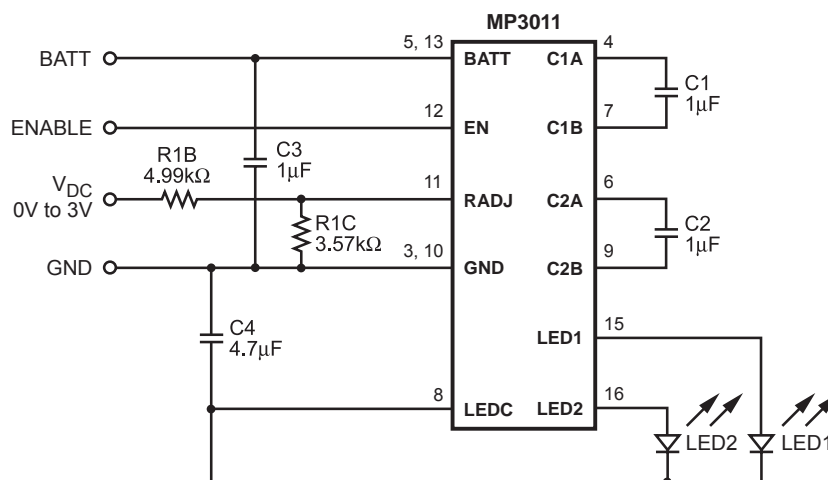 MP3011
BATT
5, 13
BATT
C1A
4
C1
1µF
ENABLE
12
EN
C1B
7
C3
1µF
R1B
4.99kΩ
VDC
0V to 3V
11
RADJ
C2A
6
R1C
3.57kΩ
C2
1µF
GND
3, 10
GND
C2B
9
C4
4.7µF
LED1
15
8
LEDC
LED2
16
LED2
LED1